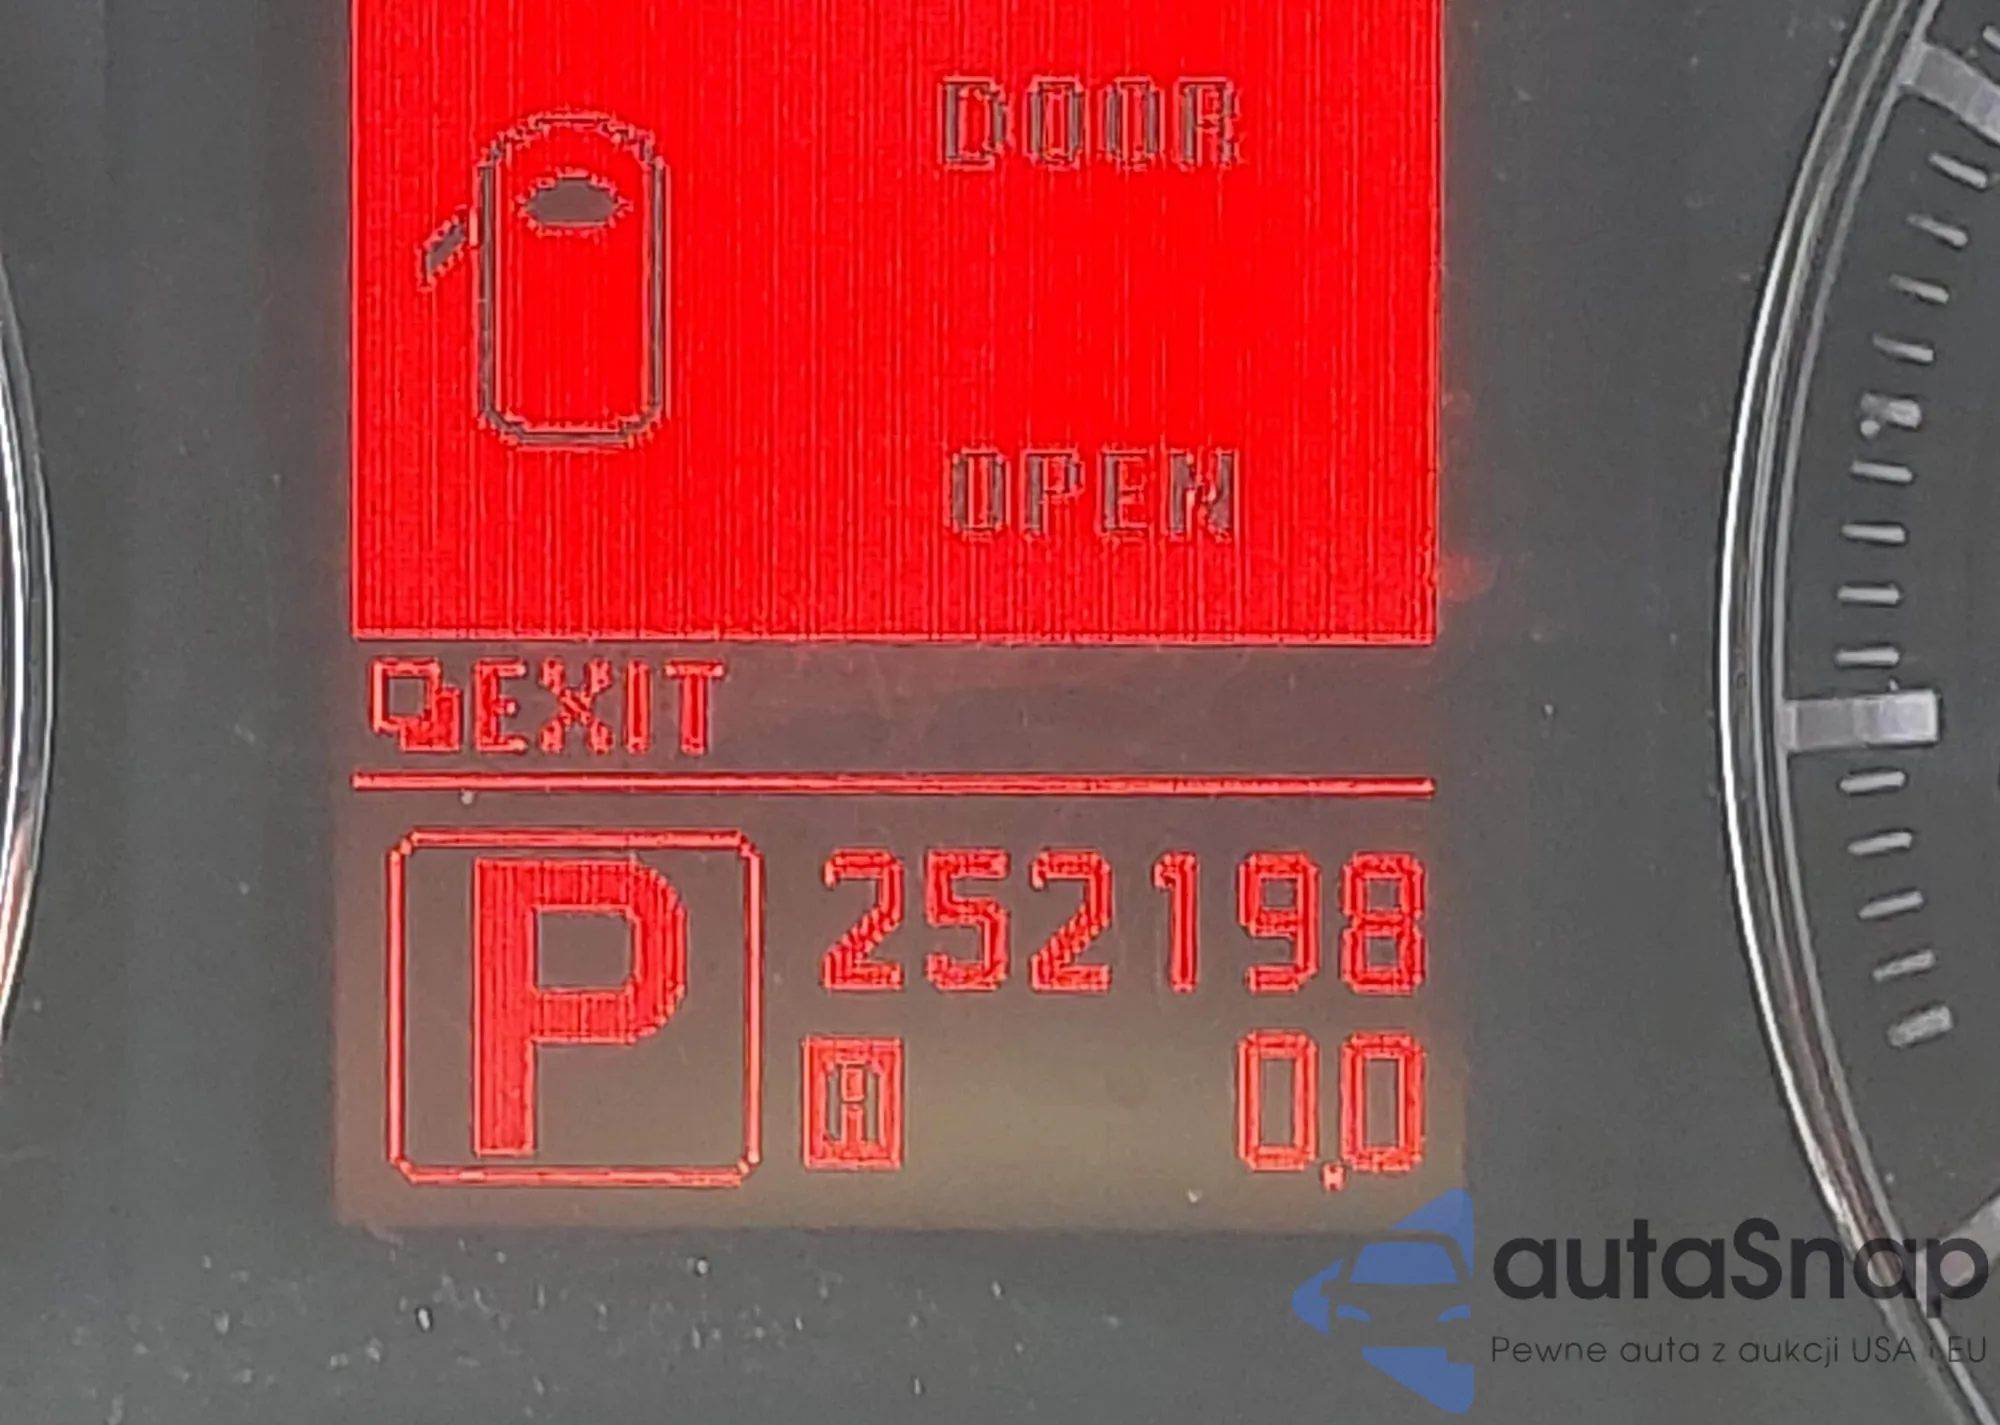 DOOR
OPEN
EXIT
P
252198
A 0.0
autaSnap
Pewne auta z aukcji USA i EU